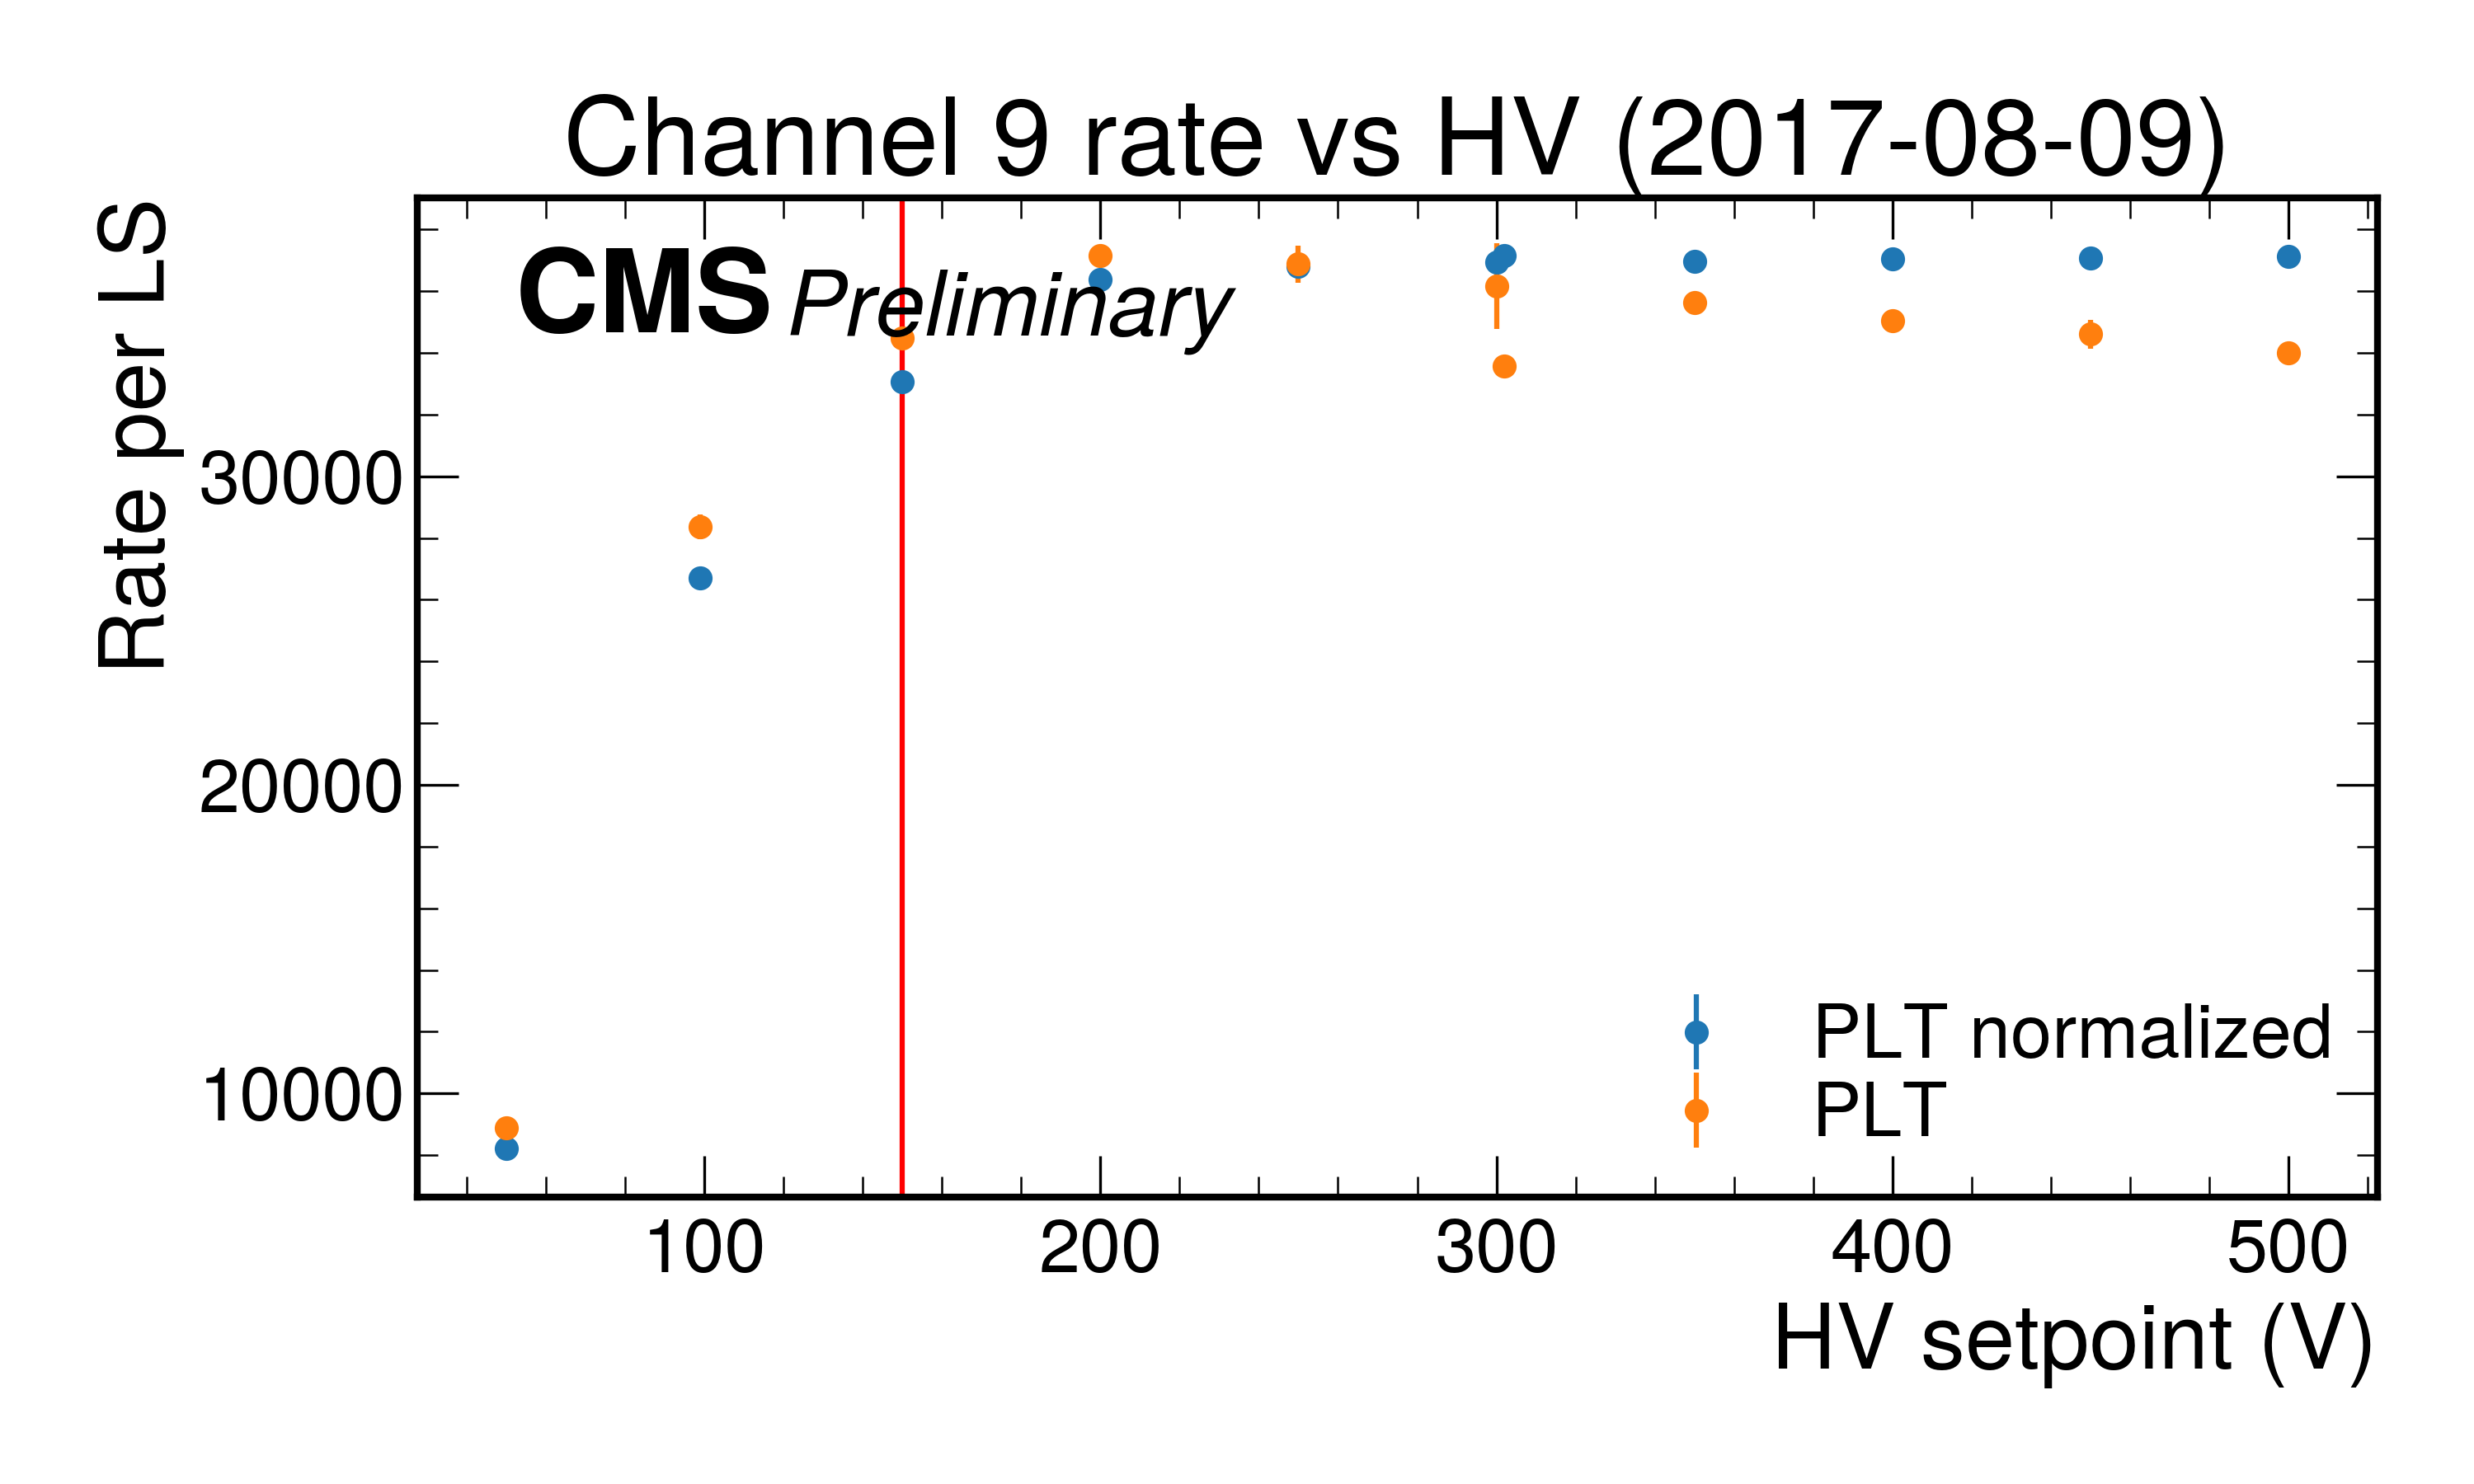 Channel 9 rate vs HV (2017-08-09)
CMS Preliminary
Rate per LS
30000
20000
10000
PLT normalized
PLT
100 200 300 400 500
HV setpoint (V)